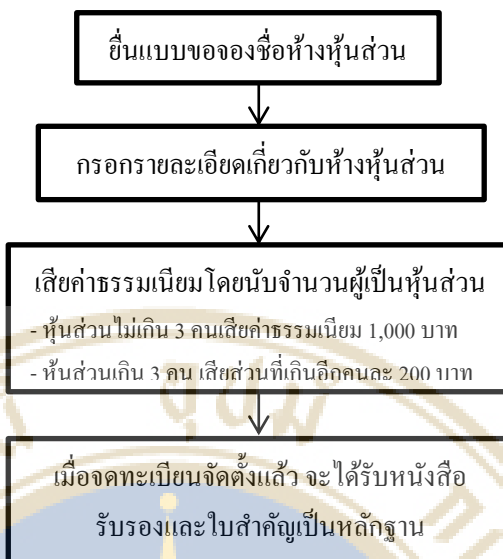 ยื่นแบบขอจองชื่อห้างหุ้นส่วน
กรอกรายละเอียดเกี่ยวกับห้างหุ้นส่วน
เสียค่าธรรมเนียมโดยนับจำนวนผู้เป็นหุ้นส่วน
- หุ้นส่วนไม่เกิน 3 คนเสียค่าธรรมเนียม 1,000 บาท
- ห้นส่วนเกิน 3 คน เสียส่วนที่เกินอีกคนละ 200 บาท
เมื่อจดทะเบียนจัดตั้งแล้ว จะได้รับหนังสือ
รับรองและใบสำคัญเป็นหลักฐาน